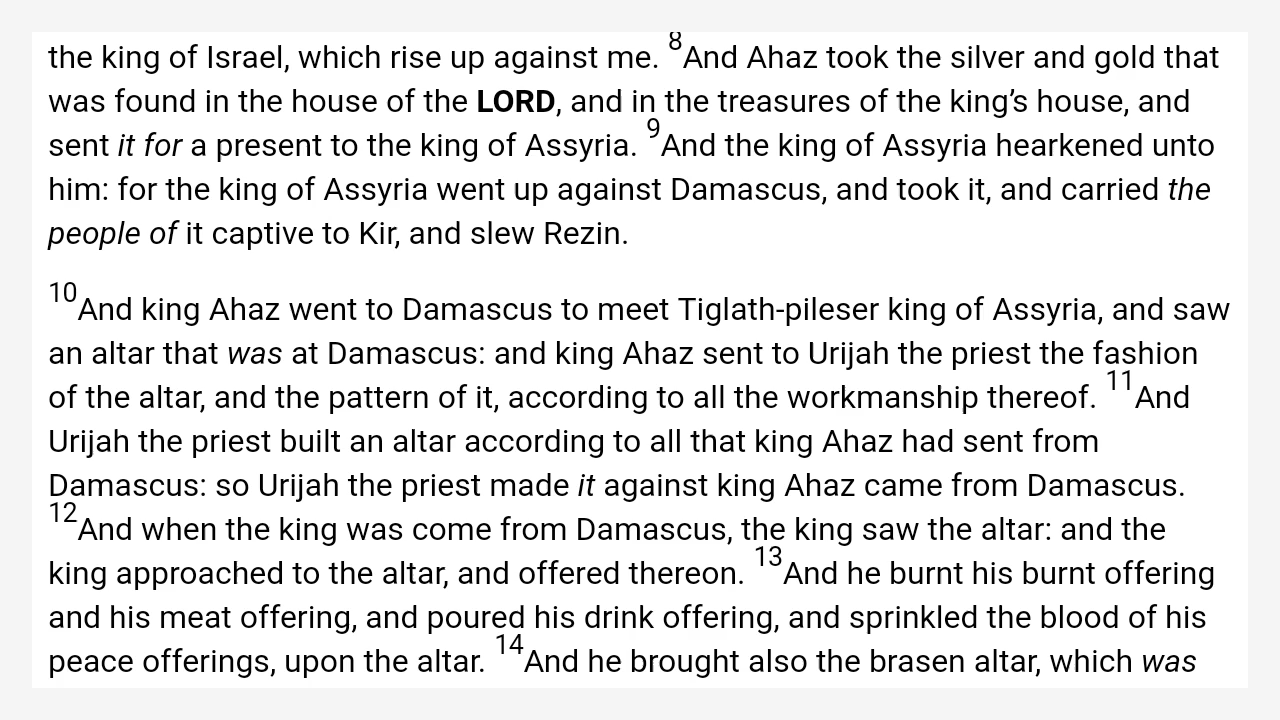 the king of Israel, which rise up against me. 8And Ahaz took the silver and gold that
was found in the house of the LORD, and in the treasures of the king’s house, and
sent it for a present to the king of Assyria. 9And the king of Assyria hearkened unto
him: for the king of Assyria went up against Damascus, and took it, and carried the
people of it captive to Kir, and slew Rezin.
10And king Ahaz went to Damascus to meet Tiglath-pileser king of Assyria, and saw
an altar that was at Damascus: and king Ahaz sent to Urijah the priest the fashion
of the altar, and the pattern of it, according to all the workmanship thereof. 11And
Urijah the priest built an altar according to all that king Ahaz had sent from
Damascus: so Urijah the priest made it against king Ahaz came from Damascus.
12And when the king was come from Damascus, the king saw the altar: and the
king approached to the altar, and offered thereon. 13And he burnt his burnt offering
and his meat offering, and poured his drink offering, and sprinkled the blood of his
peace offerings, upon the altar. 14And he brought also the brasen altar, which was